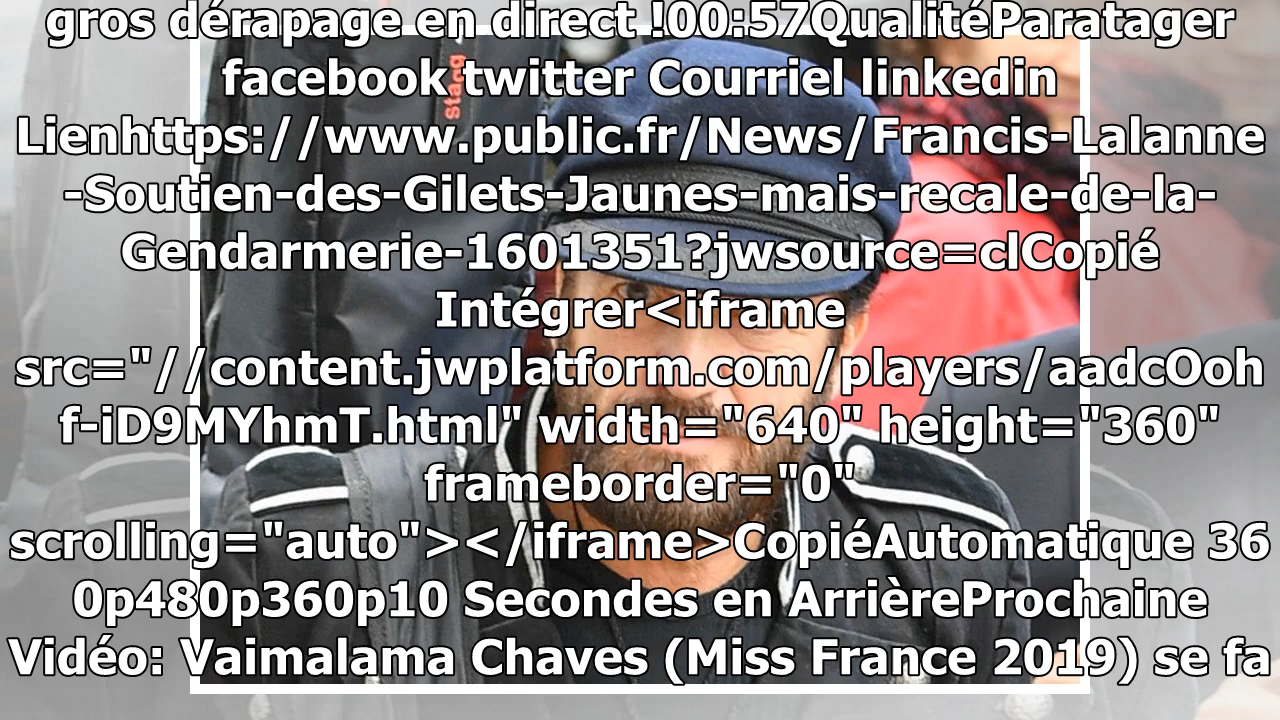 gros dérapage en direct !00:57QualitéParatager
facebook twitter Courriel linkedin
Lienhttps://www.public.fr/News/Francis-Lalanne
-Soutien-des-Gilets-Jaunes-mais-recale-de-la-
Gendarmerie-1601351?jwsource=clCopié
Intégrer<iframe
src="//content.jwplatform.com/players/aadcOoh
f-iD9MYhmT.html" width="640" height="360"
frameborder="0"
scrolling="auto"></iframe>CopiéAutomatique 36
0p480p360p10 Secondes en ArrièreProchaine
Vidéo: Vaimalama Chaves (Miss France 2019) se fa